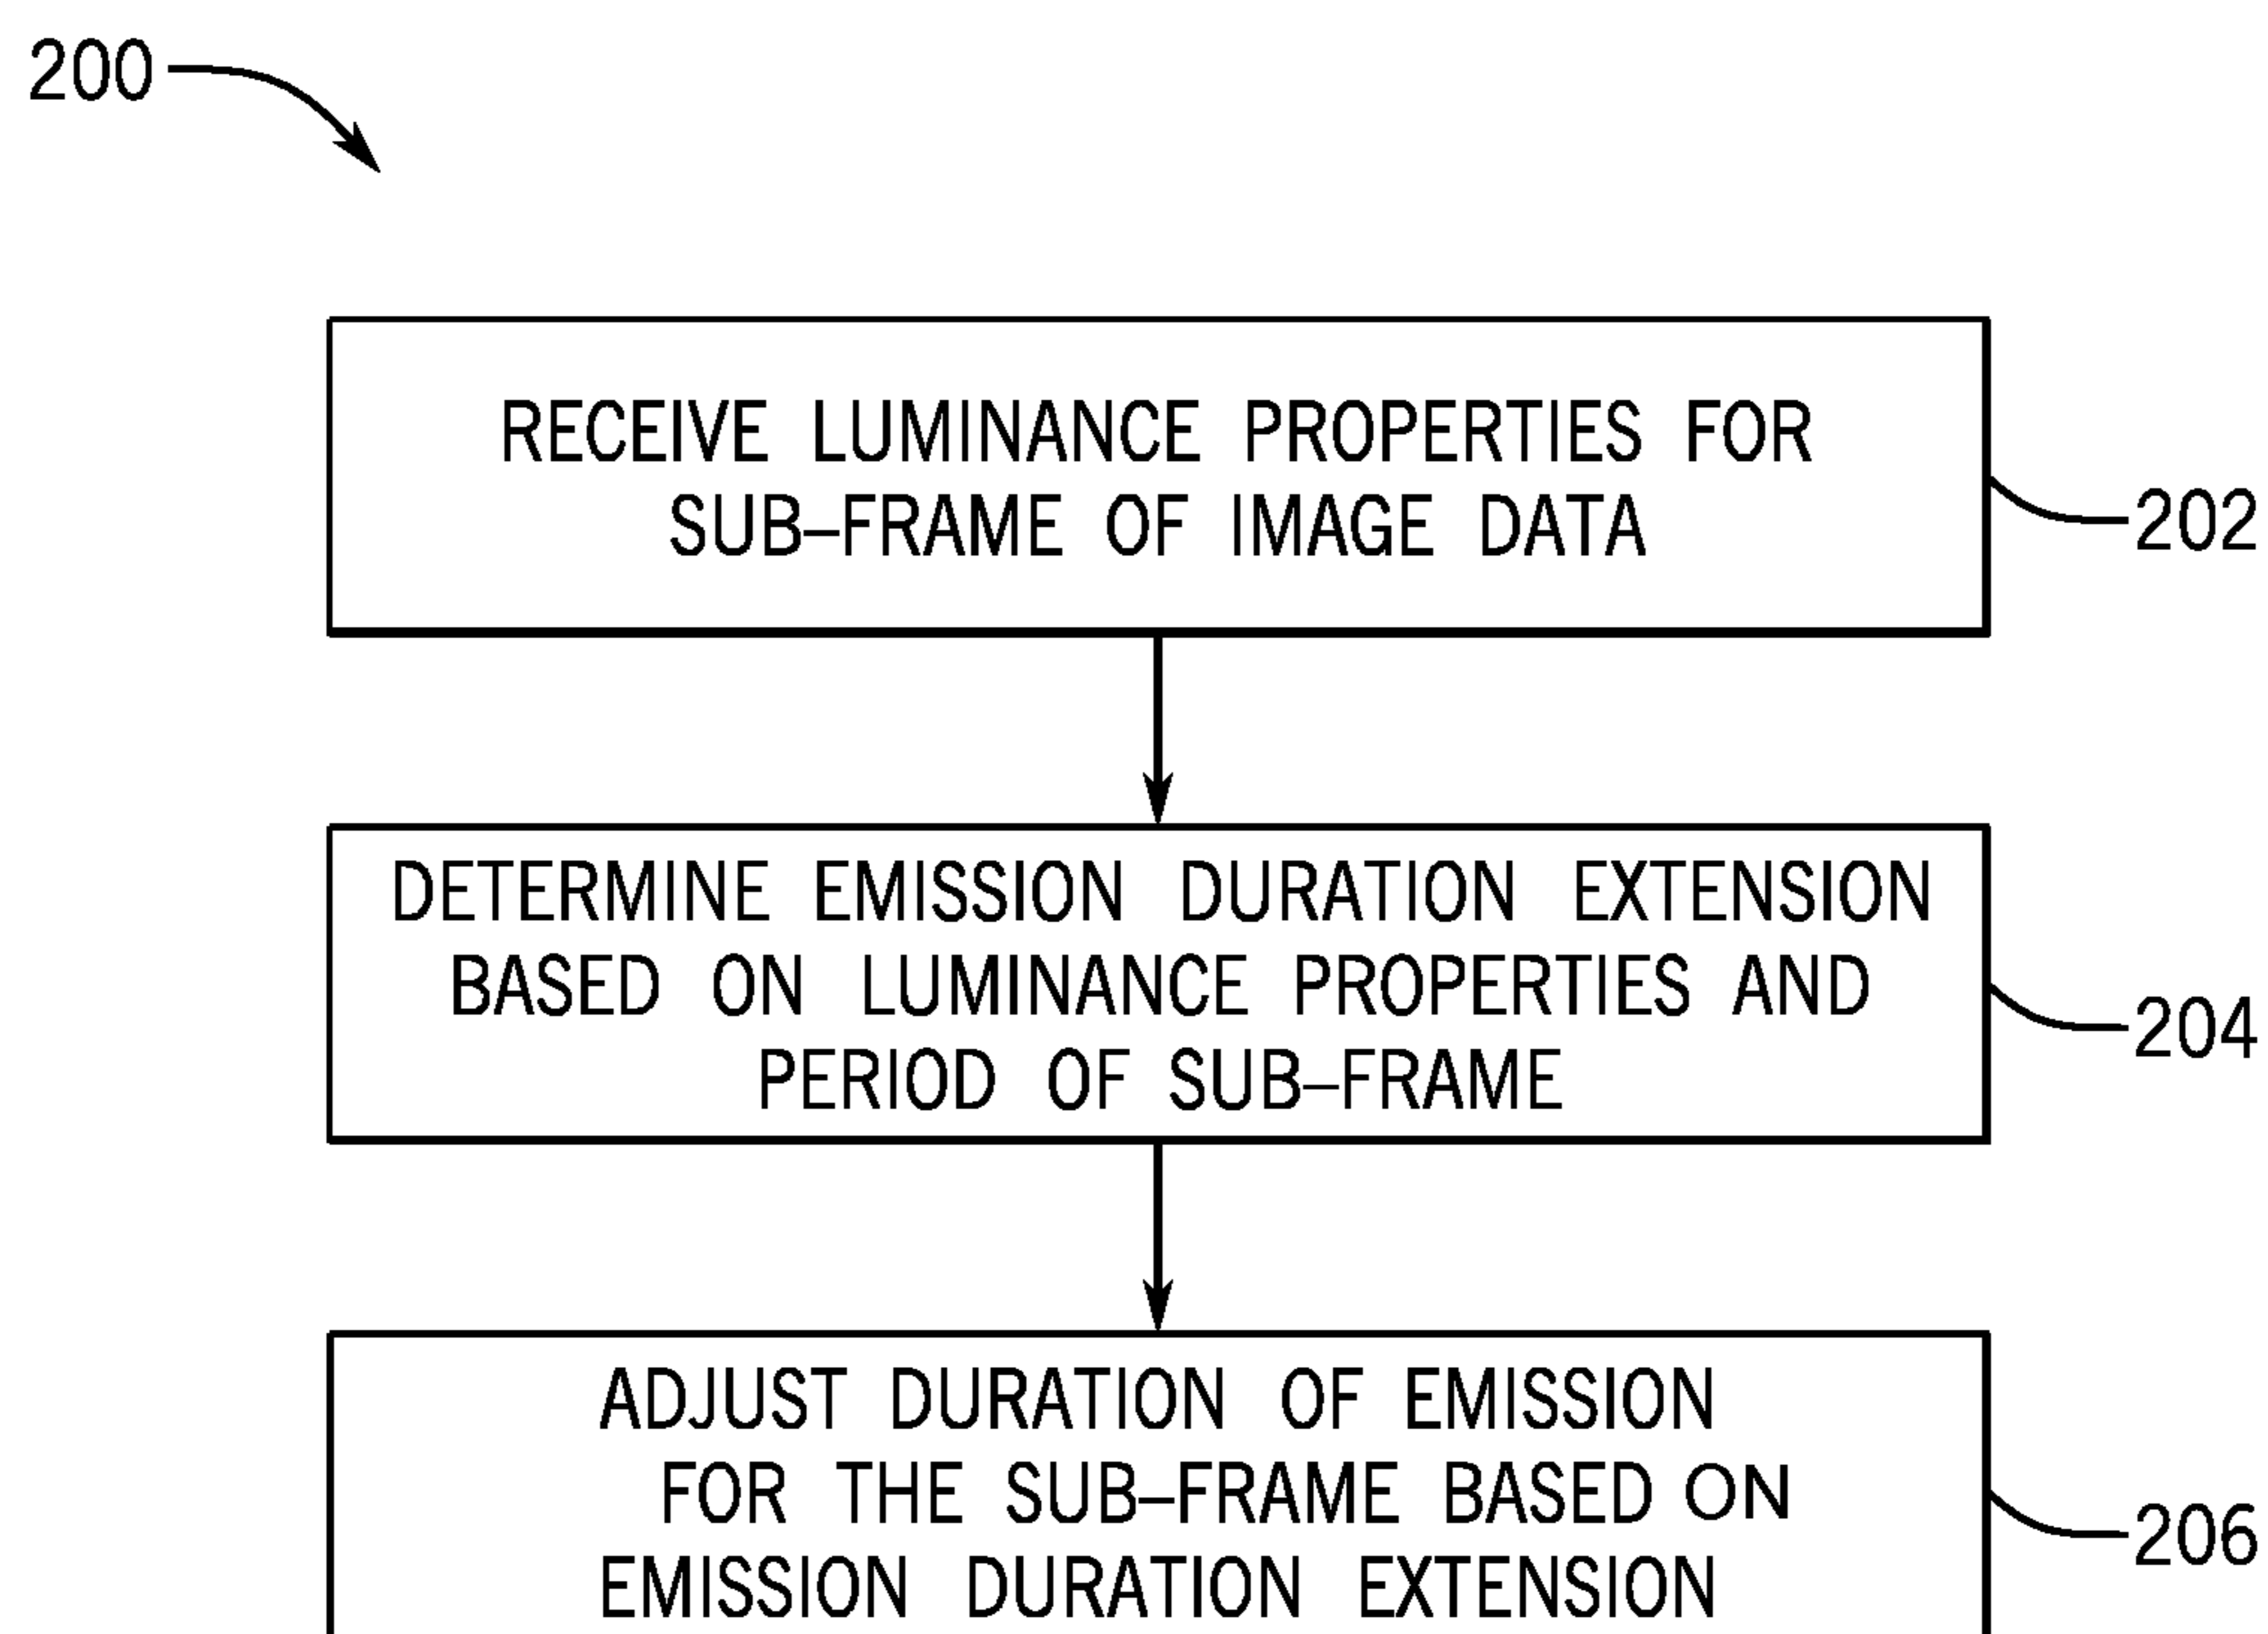 200
RECEIVE LUMINANCE PROPERTIES FOR
SUB–FRAME OF IMAGE DATA
202
DETERMINE EMISSION DURATION EXTENSION
BASED ON LUMINANCE PROPERTIES AND
PERIOD OF SUB–FRAME
204
ADJUST DURATION OF EMISSION
FOR THE SUB–FRAME BASED ON
EMISSION DURATION EXTENSION
206